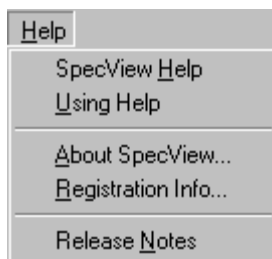 Help
SpecView Help
Using Help
About SpecView...
Registration Info...
Release Notes